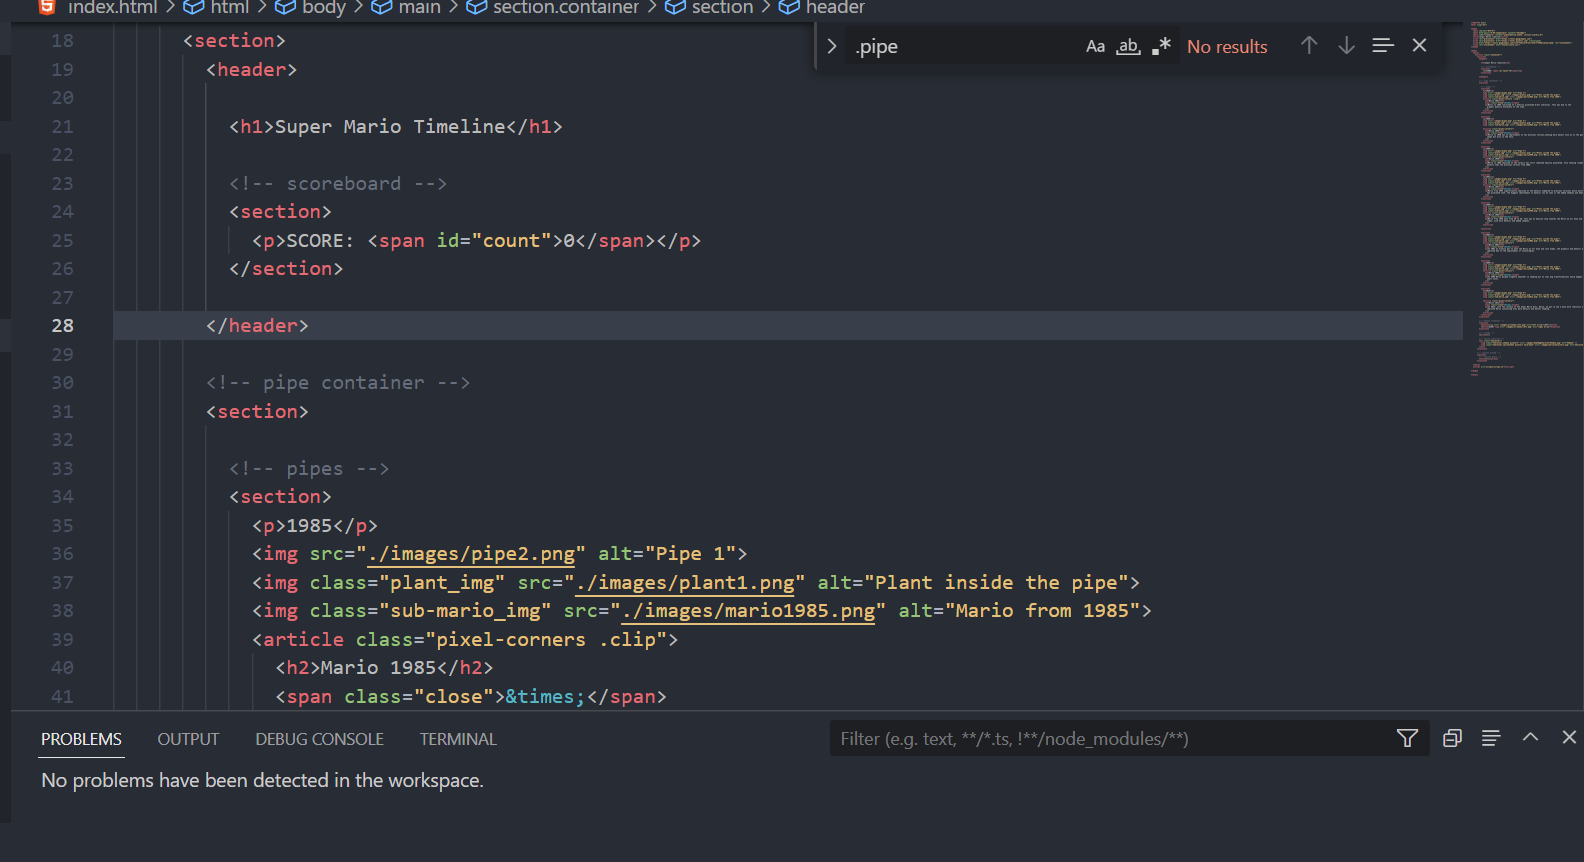 index.html > html > body > main > section.container > section > header
.pipe Aa ab .* No results
18 <section>
19 <header>
20
21 <h1>Super Mario Timeline</h1>
22
23 <!-- scoreboard -->
24 <section>
25 <p>SCORE: <span id="count">0</span></p>
26 </section>
27
28 </header>
29
30 <!-- pipe container -->
31 <section>
32
33 <!-- pipes -->
34 <section>
35 <p>1985</p>
36 <img src="./images/pipe2.png" alt="Pipe 1">
37 <img class="plant_img" src="./images/plant1.png" alt="Plant inside the pipe">
38 <img class="sub-mario_img" src="./images/mario1985.png" alt="Mario from 1985">
39 <article class="pixel-corners .clip">
40 <h2>Mario 1985</h2>
41 <span class="close">&times;</span>
PROBLEMS OUTPUT DEBUG CONSOLE TERMINAL Filter (e.g. text, **/*.ts, !**/node_modules/**)
No problems have been detected in the workspace.